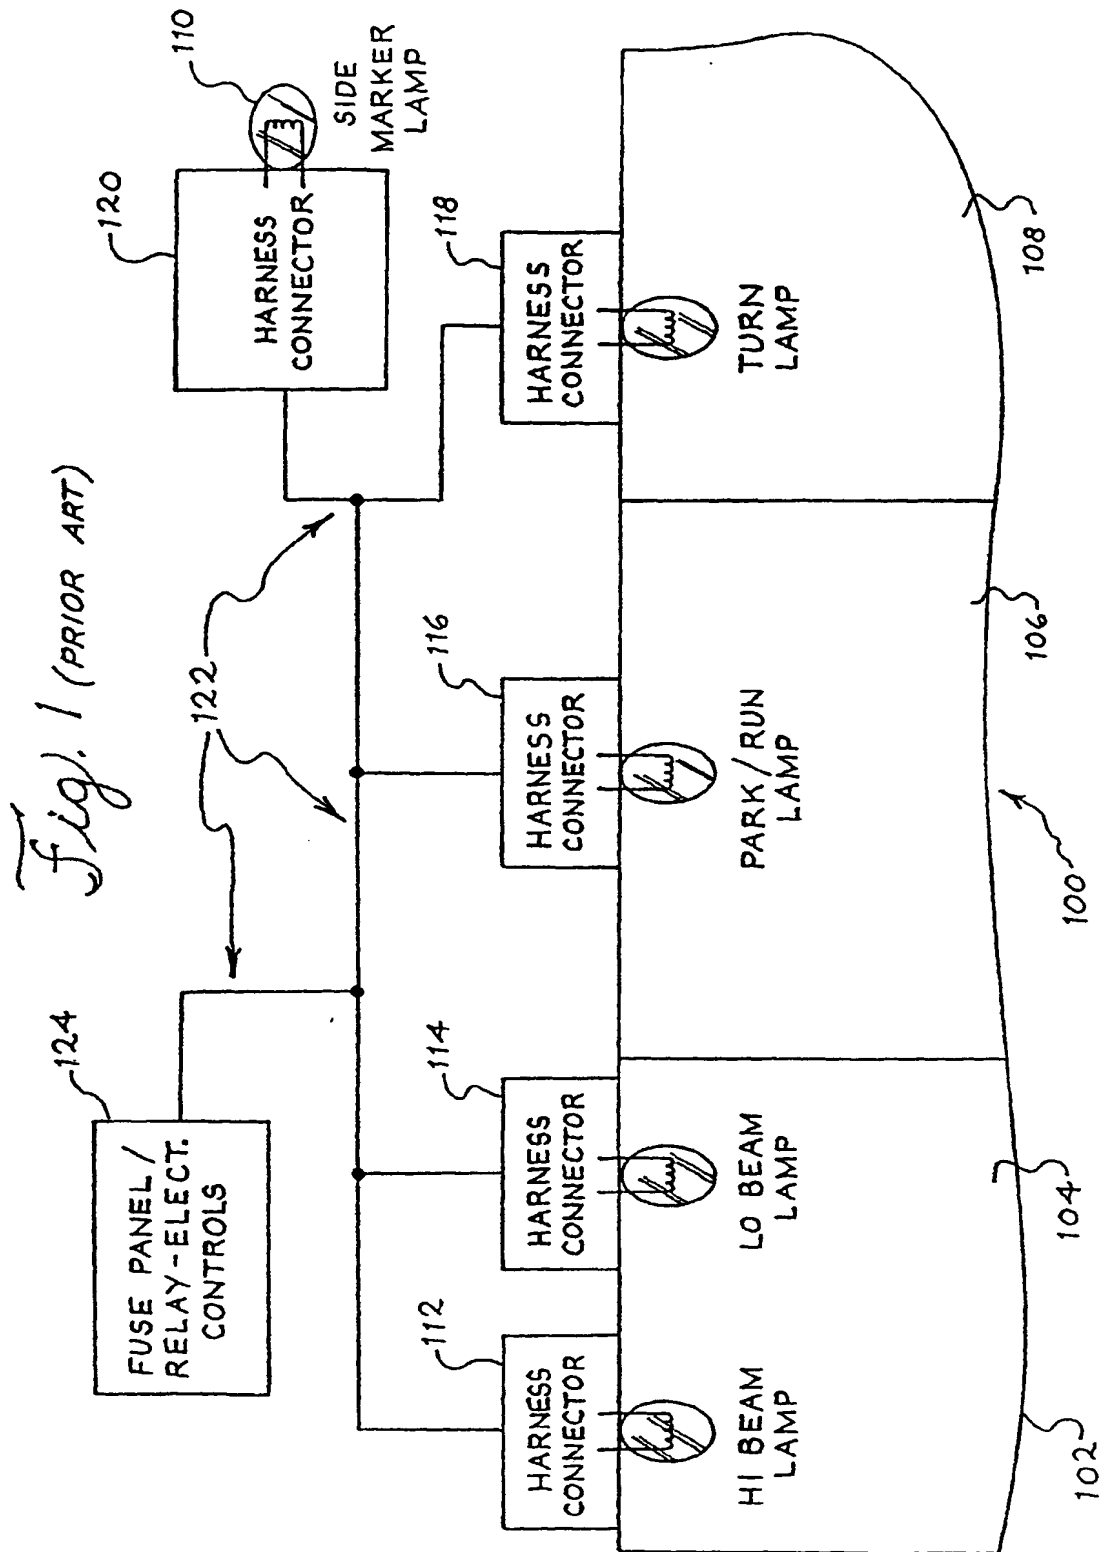 Fig. 1 (PRIOR ART)
124
FUSE PANEL/
RELAY-ELECT.
CONTROLS
122
120
HARNESS
CONNECTOR
110
SIDE
MARKER
LAMP
112
HARNESS
CONNECTOR
114
HARNESS
CONNECTOR
116
HARNESS
CONNECTOR
118
HARNESS
CONNECTOR
HI BEAM
LAMP
LO BEAM
LAMP
PARK/RUN
LAMP
TURN
LAMP
102
104
100
106
108